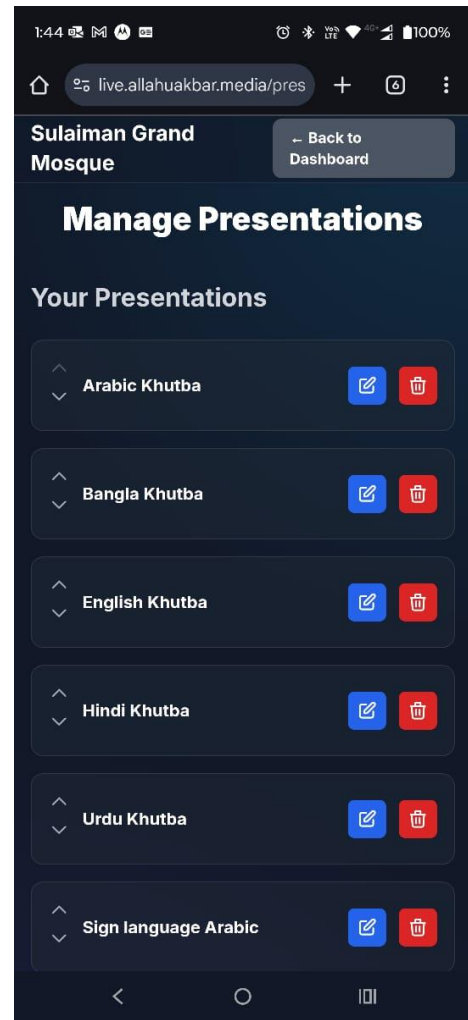 1:44 100%
live.allahuakbar.media/pres 6
Sulaiman Grand
Mosque
← Back to
Dashboard
Manage Presentations
Your Presentations
Arabic Khutba
Bangla Khutba
English Khutba
Hindi Khutba
Urdu Khutba
Sign language Arabic